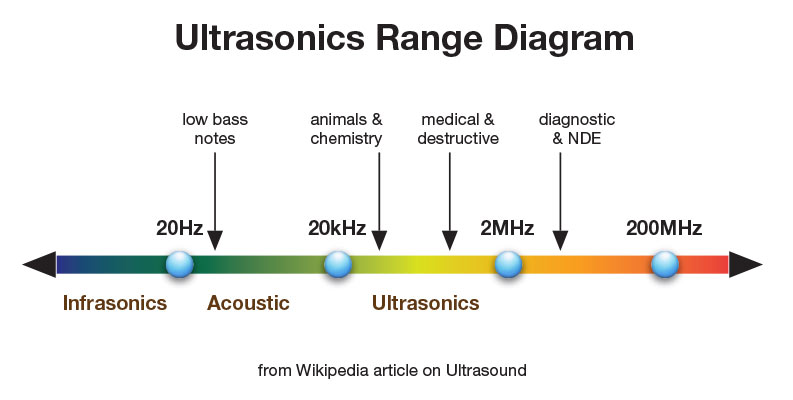 Ultrasonics Range Diagram
low bass
notes
animals &
chemistry
medical &
destructive
diagnostic
& NDE
20Hz
20kHz
2MHz
200MHz
Infrasonics
Acoustic
Ultrasonics
from Wikipedia article on Ultrasound